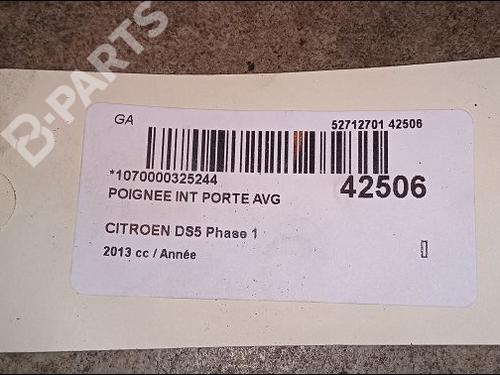 B-PARTS
GA
52712701 42506
*1070000325244
42506
POIGNEE INT PORTE AVG
CITROEN DS5 Phase 1
2013 cc / Année